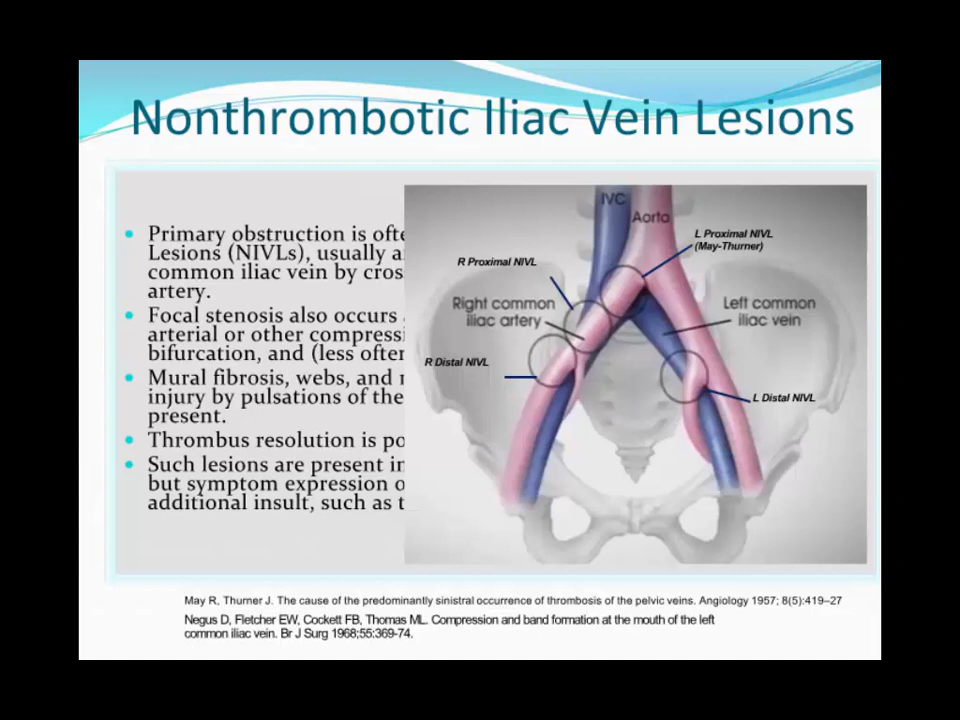 Nonthrombotic Iliac Vein Lesions
Primary obstruction is
Lesions (NIVLs), usually
common iliac vein by
artery.
Focal stenosis also occurs
arterial or other
bifurcation, and (less
Mural fibrosis, webs, and
injury by pulsations of the
present.
Thrombus resolution is
Such lesions are present in
but symptom expression
additional insult, such as
IVC
Aorta
L Proximal NIVL
(May-Thurner)
R Proximal NIVL
Right common
iliac artery
Left common
iliac vein
R Distal NIVL
L Distal NIVL
May R, Thurner J. The cause of the predominantly sinistral occurrence of thrombosis of the pelvic veins. Angiology 1957; 8(5):419–27
Negus D, Fletcher EW, Cockett FB, Thomas ML. Compression and band formation at the mouth of the left
common iliac vein. Br J Surg 1968;55:369-74.